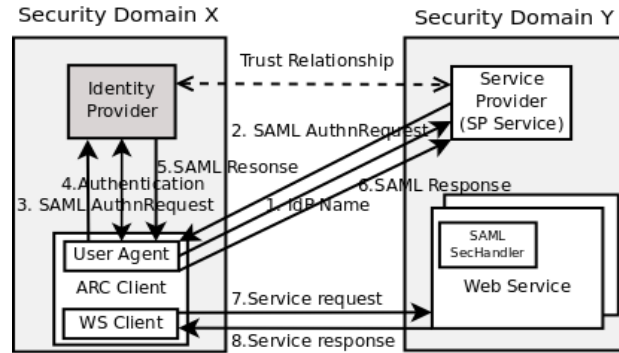 Security Domain X
Security Domain Y
Identity
Provider
Trust Relationship
Service
Provider
(SP Service)
2. SAML AuthnRequest
5.SAML Resonse
4.Authentication
6.SAML Response
3. SAML AuthnRequest
1. IdP Name
User Agent
ARC Client
WS Client
SAML
SecHandler
Web Service
7.Service request
8.Service response